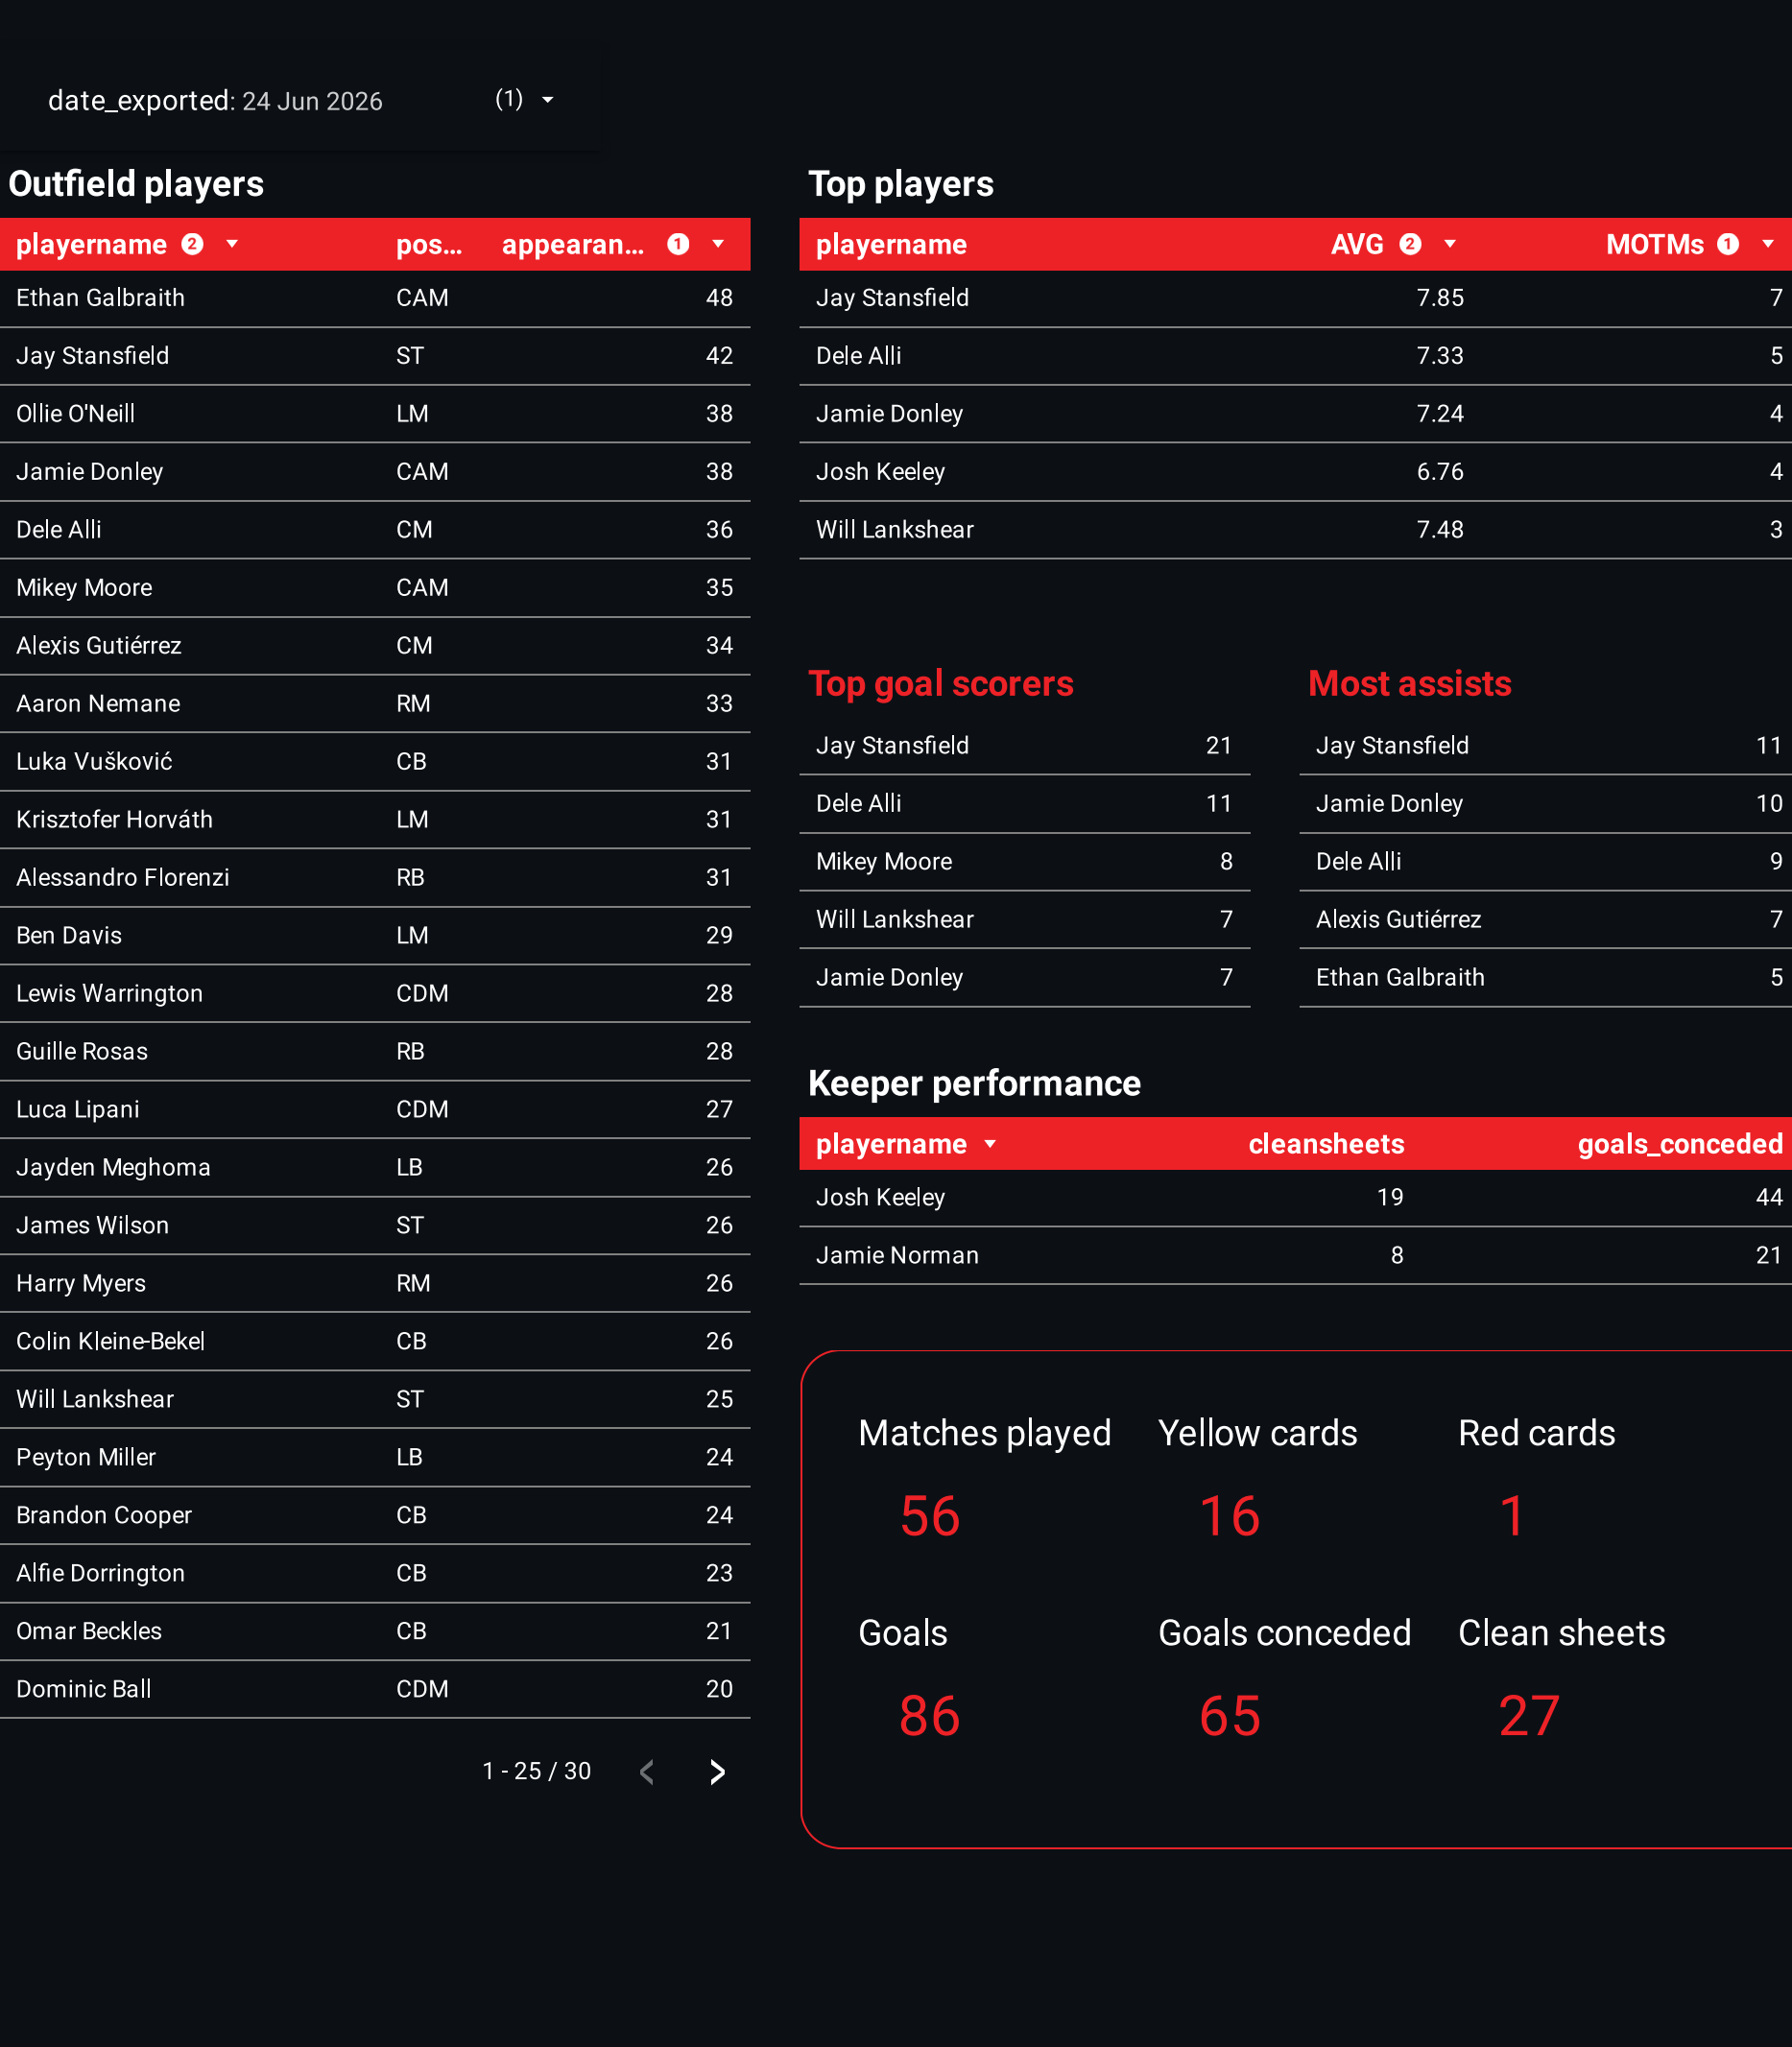 date_exported: 24 Jun 2026 (1)
Outfield players
playername 2 pos... appearan... 1
Ethan Galbraith CAM 48
Jay Stansfield ST 42
Ollie O'Neill LM 38
Jamie Donley CAM 38
Dele Alli CM 36
Mikey Moore CAM 35
Alexis Gutiérrez CM 34
Aaron Nemane RM 33
Luka Vušković CB 31
Krisztofer Horváth LM 31
Alessandro Florenzi RB 31
Ben Davis LM 29
Lewis Warrington CDM 28
Guille Rosas RB 28
Luca Lipani CDM 27
Jayden Meghoma LB 26
James Wilson ST 26
Harry Myers RM 26
Colin Kleine-Bekel CB 26
Will Lankshear ST 25
Peyton Miller LB 24
Brandon Cooper CB 24
Alfie Dorrington CB 23
Omar Beckles CB 21
Dominic Ball CDM 20
1 - 25 / 30
Top players
playername AVG 2 MOTMs 1
Jay Stansfield 7.85 7
Dele Alli 7.33 5
Jamie Donley 7.24 4
Josh Keeley 6.76 4
Will Lankshear 7.48 3
Top goal scorers
Jay Stansfield 21
Dele Alli 11
Mikey Moore 8
Will Lankshear 7
Jamie Donley 7
Most assists
Jay Stansfield 11
Jamie Donley 10
Dele Alli 9
Alexis Gutiérrez 7
Ethan Galbraith 5
Keeper performance
playername cleansheets goals_conceded
Josh Keeley 19 44
Jamie Norman 8 21
Matches played Yellow cards Red cards
56 16 1
Goals Goals conceded Clean sheets
86 65 27